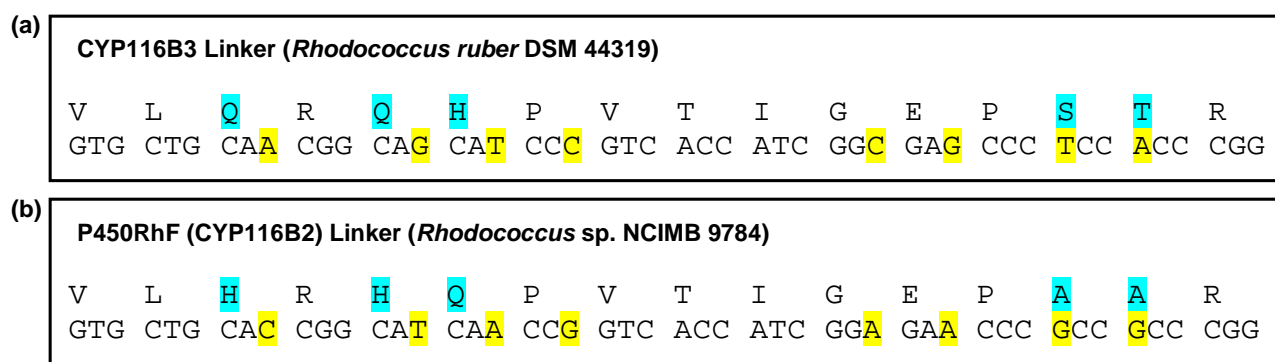 (a)
CYP116B3 Linker (Rhodococcus ruber DSM 44319)
V L Q R Q H P V T I G E P S T R
GTG CTG CAA CGG CAG CAT CCC GTC ACC ATC GGC GAG CCC TCC ACC CGG
(b)
P450RhF (CYP116B2) Linker (Rhodococcus sp. NCIMB 9784)
V L H R H Q P V T I G E P A A R
GTG CTG CAC CGG CAT CAA CCG GTC ACC ATC GGA GAA CCC GCC GCC CGG